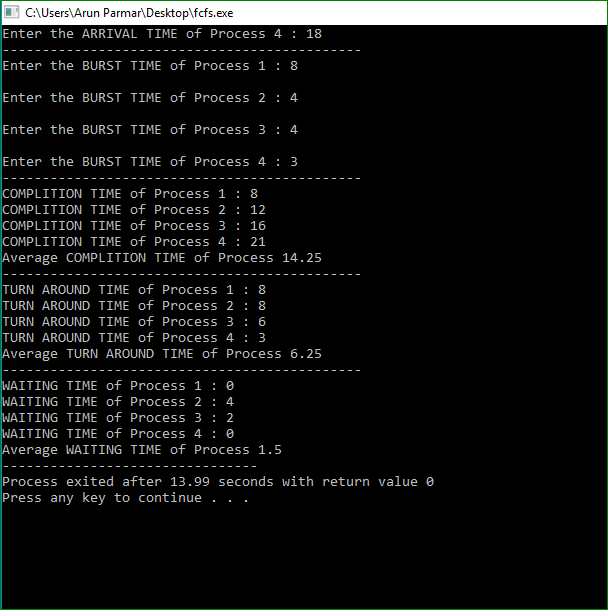 C:\Users\Arun Parmar\Desktop\fcfs.exe
Enter the ARRIVAL TIME of Process 4 : 18
---------------------------------------------
Enter the BURST TIME of Process 1 : 8
Enter the BURST TIME of Process 2 : 4
Enter the BURST TIME of Process 3 : 4
Enter the BURST TIME of Process 4 : 3
---------------------------------------------
COMPLITION TIME of Process 1 : 8
COMPLITION TIME of Process 2 : 12
COMPLITION TIME of Process 3 : 16
COMPLITION TIME of Process 4 : 21
Average COMPLITION TIME of Process 14.25
---------------------------------------------
TURN AROUND TIME of Process 1 : 8
TURN AROUND TIME of Process 2 : 8
TURN AROUND TIME of Process 3 : 6
TURN AROUND TIME of Process 4 : 3
Average TURN AROUND TIME of Process 6.25
---------------------------------------------
WAITING TIME of Process 1 : 0
WAITING TIME of Process 2 : 4
WAITING TIME of Process 3 : 2
WAITING TIME of Process 4 : 0
Average WAITING TIME of Process 1.5
--------------------------------
Process exited after 13.99 seconds with return value 0
Press any key to continue . . .